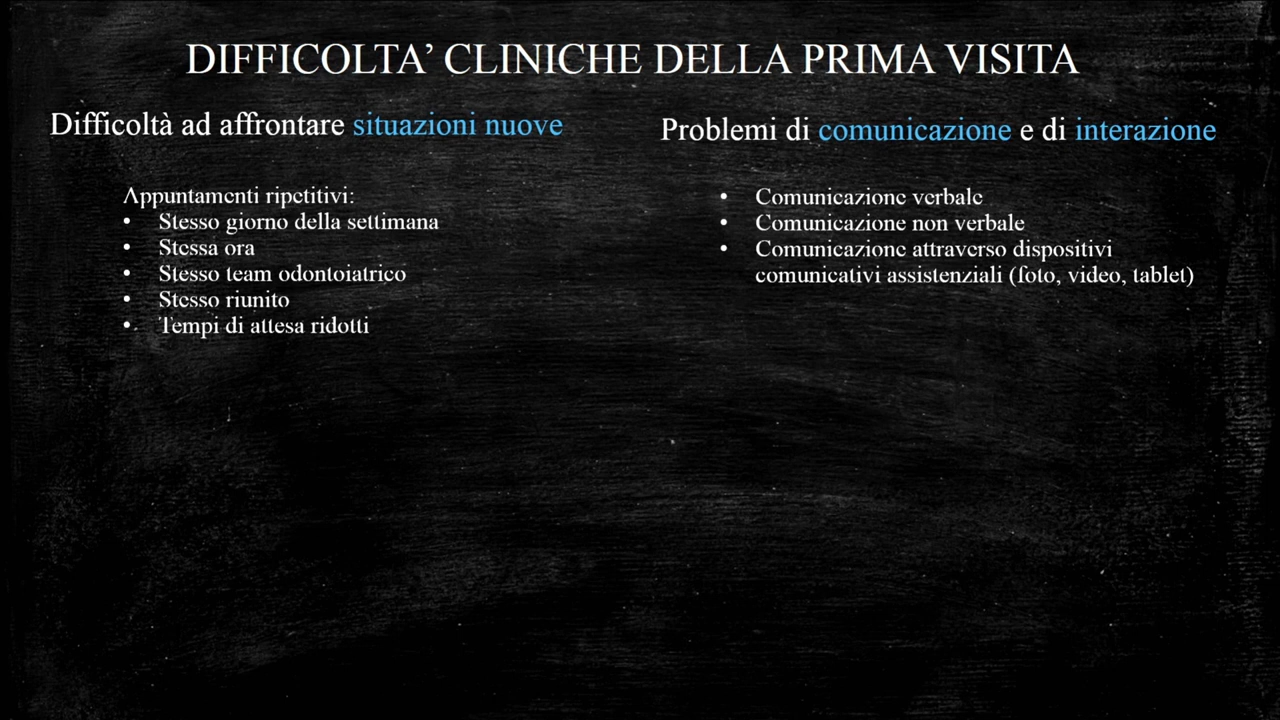 DIFFICOLTA’ CLINICHE DELLA PRIMA VISITA
Difficoltà ad affrontare situazioni nuove
Appuntamenti ripetitivi:
• Stesso giorno della settimana
• Stessa ora
• Stesso team odontoiatrico
• Stesso riunito
• Tempi di attesa ridotti
Problemi di comunicazione e di interazione
• Comunicazione verbale
• Comunicazione non verbale
• Comunicazione attraverso dispositivi
comunicativi assistenziali (foto, video, tablet)